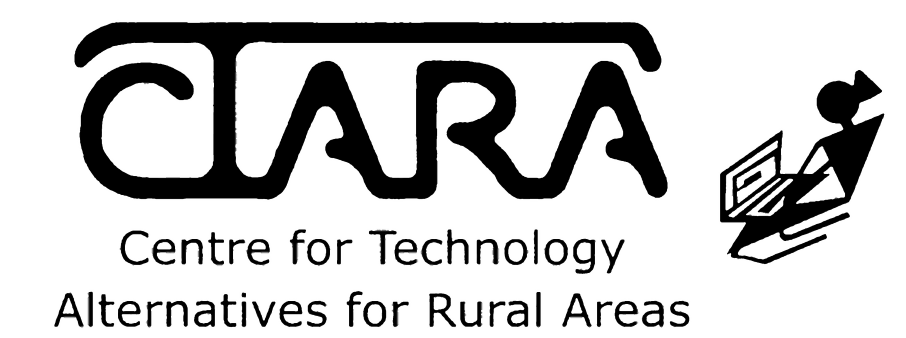 CTARA
Centre for Technology
Alternatives for Rural Areas